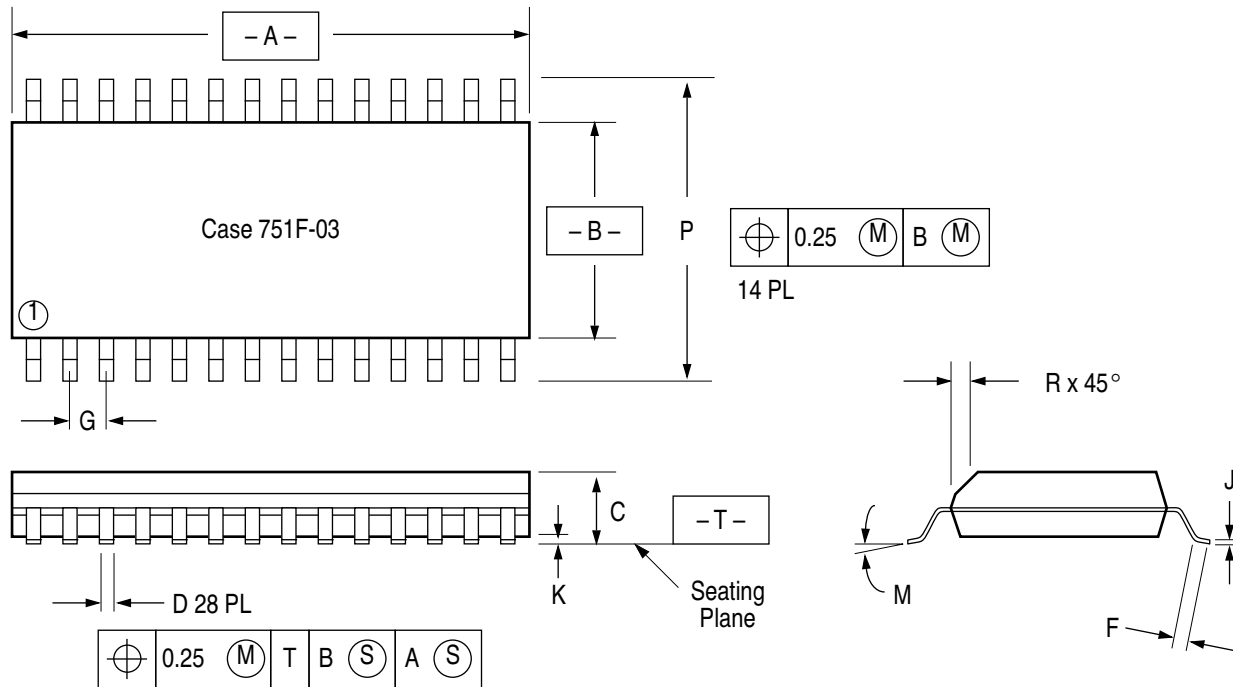 – A –
Case 751F-03
1
– B –
P
⌖ 0.25 Ⓜ B Ⓜ
14 PL
G
R x 45°
C
– T –
J
K
Seating
Plane
M
D 28 PL
F
⌖ 0.25 Ⓜ T B Ⓢ A Ⓢ